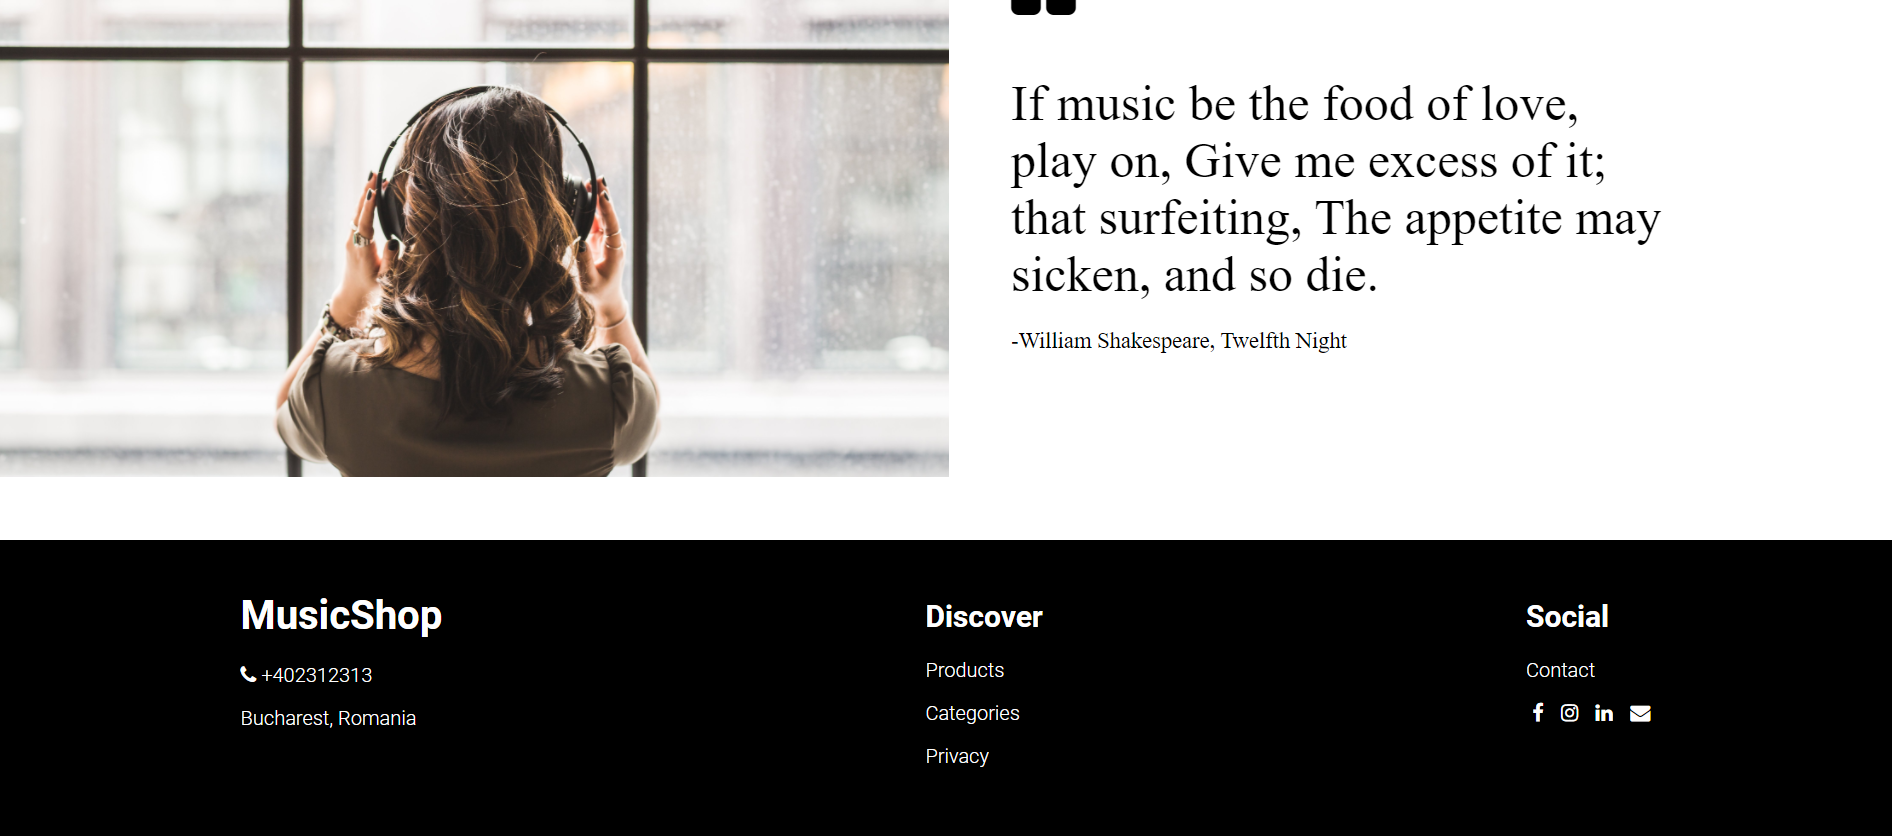 If music be the food of love,
play on, Give me excess of it;
that surfeiting, The appetite may
sicken, and so die.
-William Shakespeare, Twelfth Night
MusicShop
+402312313
Bucharest, Romania
Discover
Products
Categories
Privacy
Social
Contact